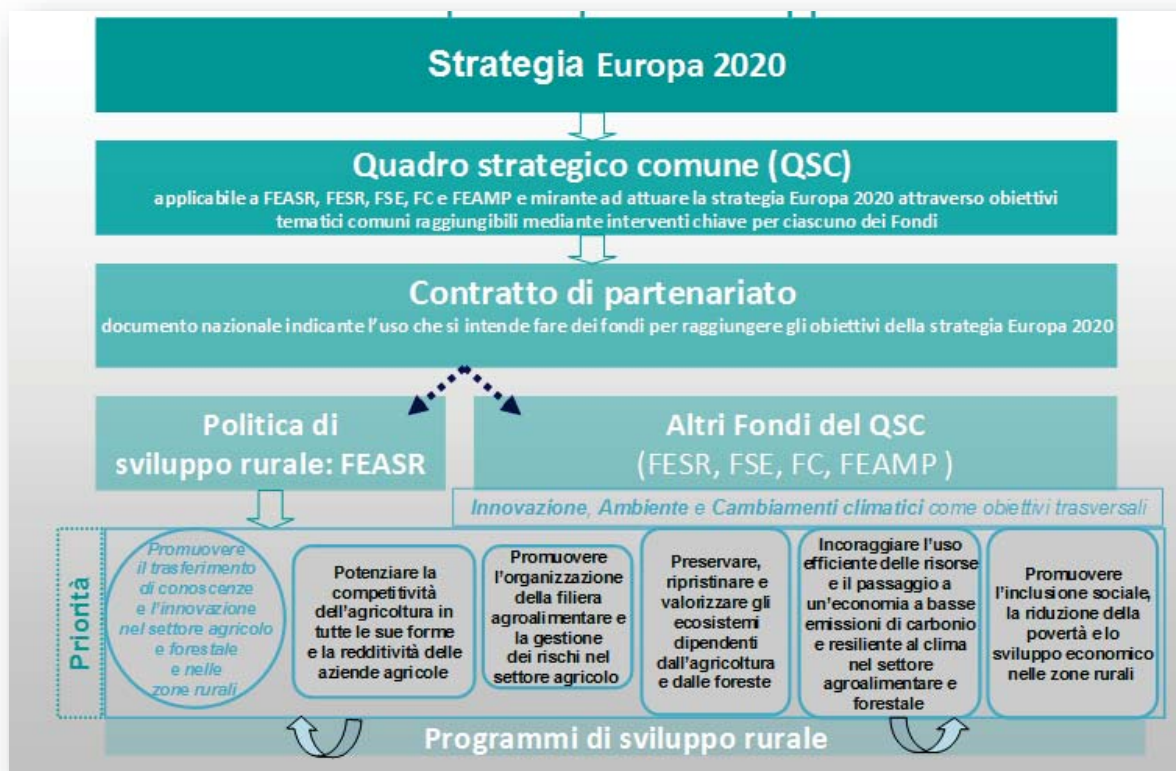 Strategia Europa 2020
Quadro strategico comune (QSC)
applicabile a FEASR, FESR, FSE, FC e FEAMP e mirante ad attuare la strategia Europa 2020 attraverso obiettivi
tematici comuni raggiungibili mediante interventi chiave per ciascuno dei Fondi
Contratto di partenariato
documento nazionale indicante l'uso che si intende fare dei fondi per raggiungere gli obiettivi della strategia Europa 2020
Politica di
sviluppo rurale: FEASR
Altri Fondi del QSC
(FESR, FSE, FC, FEAMP )
Innovazione, Ambiente e Cambiamenti climatici come obiettivi trasversali
Priorità
Promuovere
il trasferimento
di conoscenze
e l'innovazione
nel settore agricolo
e forestale
e nelle
zone rurali
Potenziare la
competitività
dell'agricoltura in
tutte le sue forme
e la redditività delle
aziende agricole
Promuovere
l'organizzazione
della filiera
agroalimentare e
la gestione
dei rischi nel
settore agricolo
Preservare,
ripristinare e
valorizzare gli
ecosistemi
dipendenti
dall'agricoltura
e dalle foreste
Incoraggiare l'uso
efficiente delle risorse
e il passaggio a
un'economia a basse
emissioni di carbonio
e resiliente al clima
nel settore
agroalimentare e
forestale
Promuovere
l'inclusione sociale,
la riduzione della
povertà e lo
sviluppo economico
nelle zone rurali
Programmi di sviluppo rurale